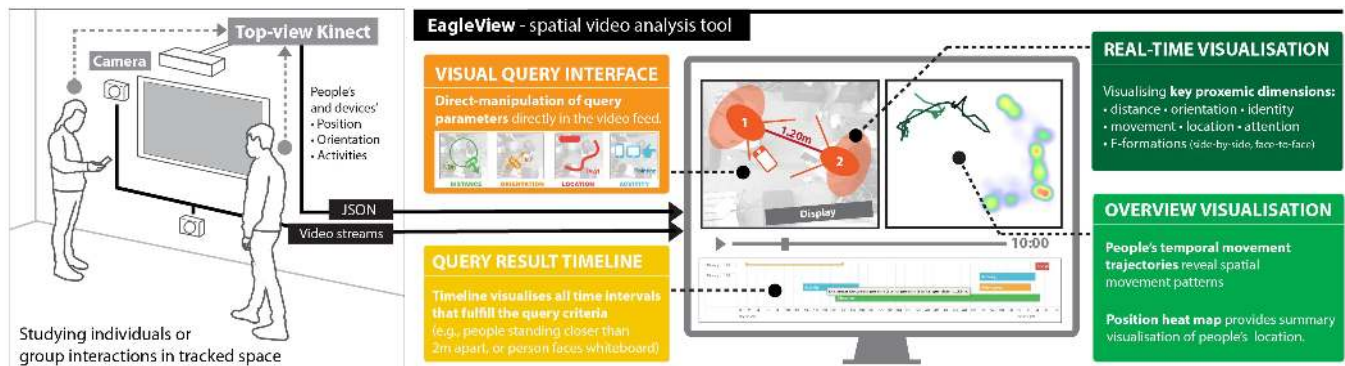 Top-view Kinect
Camera
People's
and devices'
• Position
• Orientation
• Activities
JSON
Video streams
Studying individuals or
group interactions in tracked space
EagleView - spatial video analysis tool
VISUAL QUERY INTERFACE
Direct-manipulation of query
parameters directly in the video feed.
DISTANCE ORIENTATION LOCATION ACTIVITY
QUERY RESULT TIMELINE
Timeline visualises all time intervals
that fulfill the query criteria
(e.g., people standing closer than
2m apart, or person faces whiteboard)
1
1.20m
2
Display
10:00
REAL-TIME VISUALISATION
Visualising key proxemic dimensions:
• distance • orientation • identity
• movement • location • attention
• F-formations (side-by-side, face-to-face)
OVERVIEW VISUALISATION
People's temporal movement
trajectories reveal spatial
movement patterns
Position heat map provides summary
visualisation of people's location.